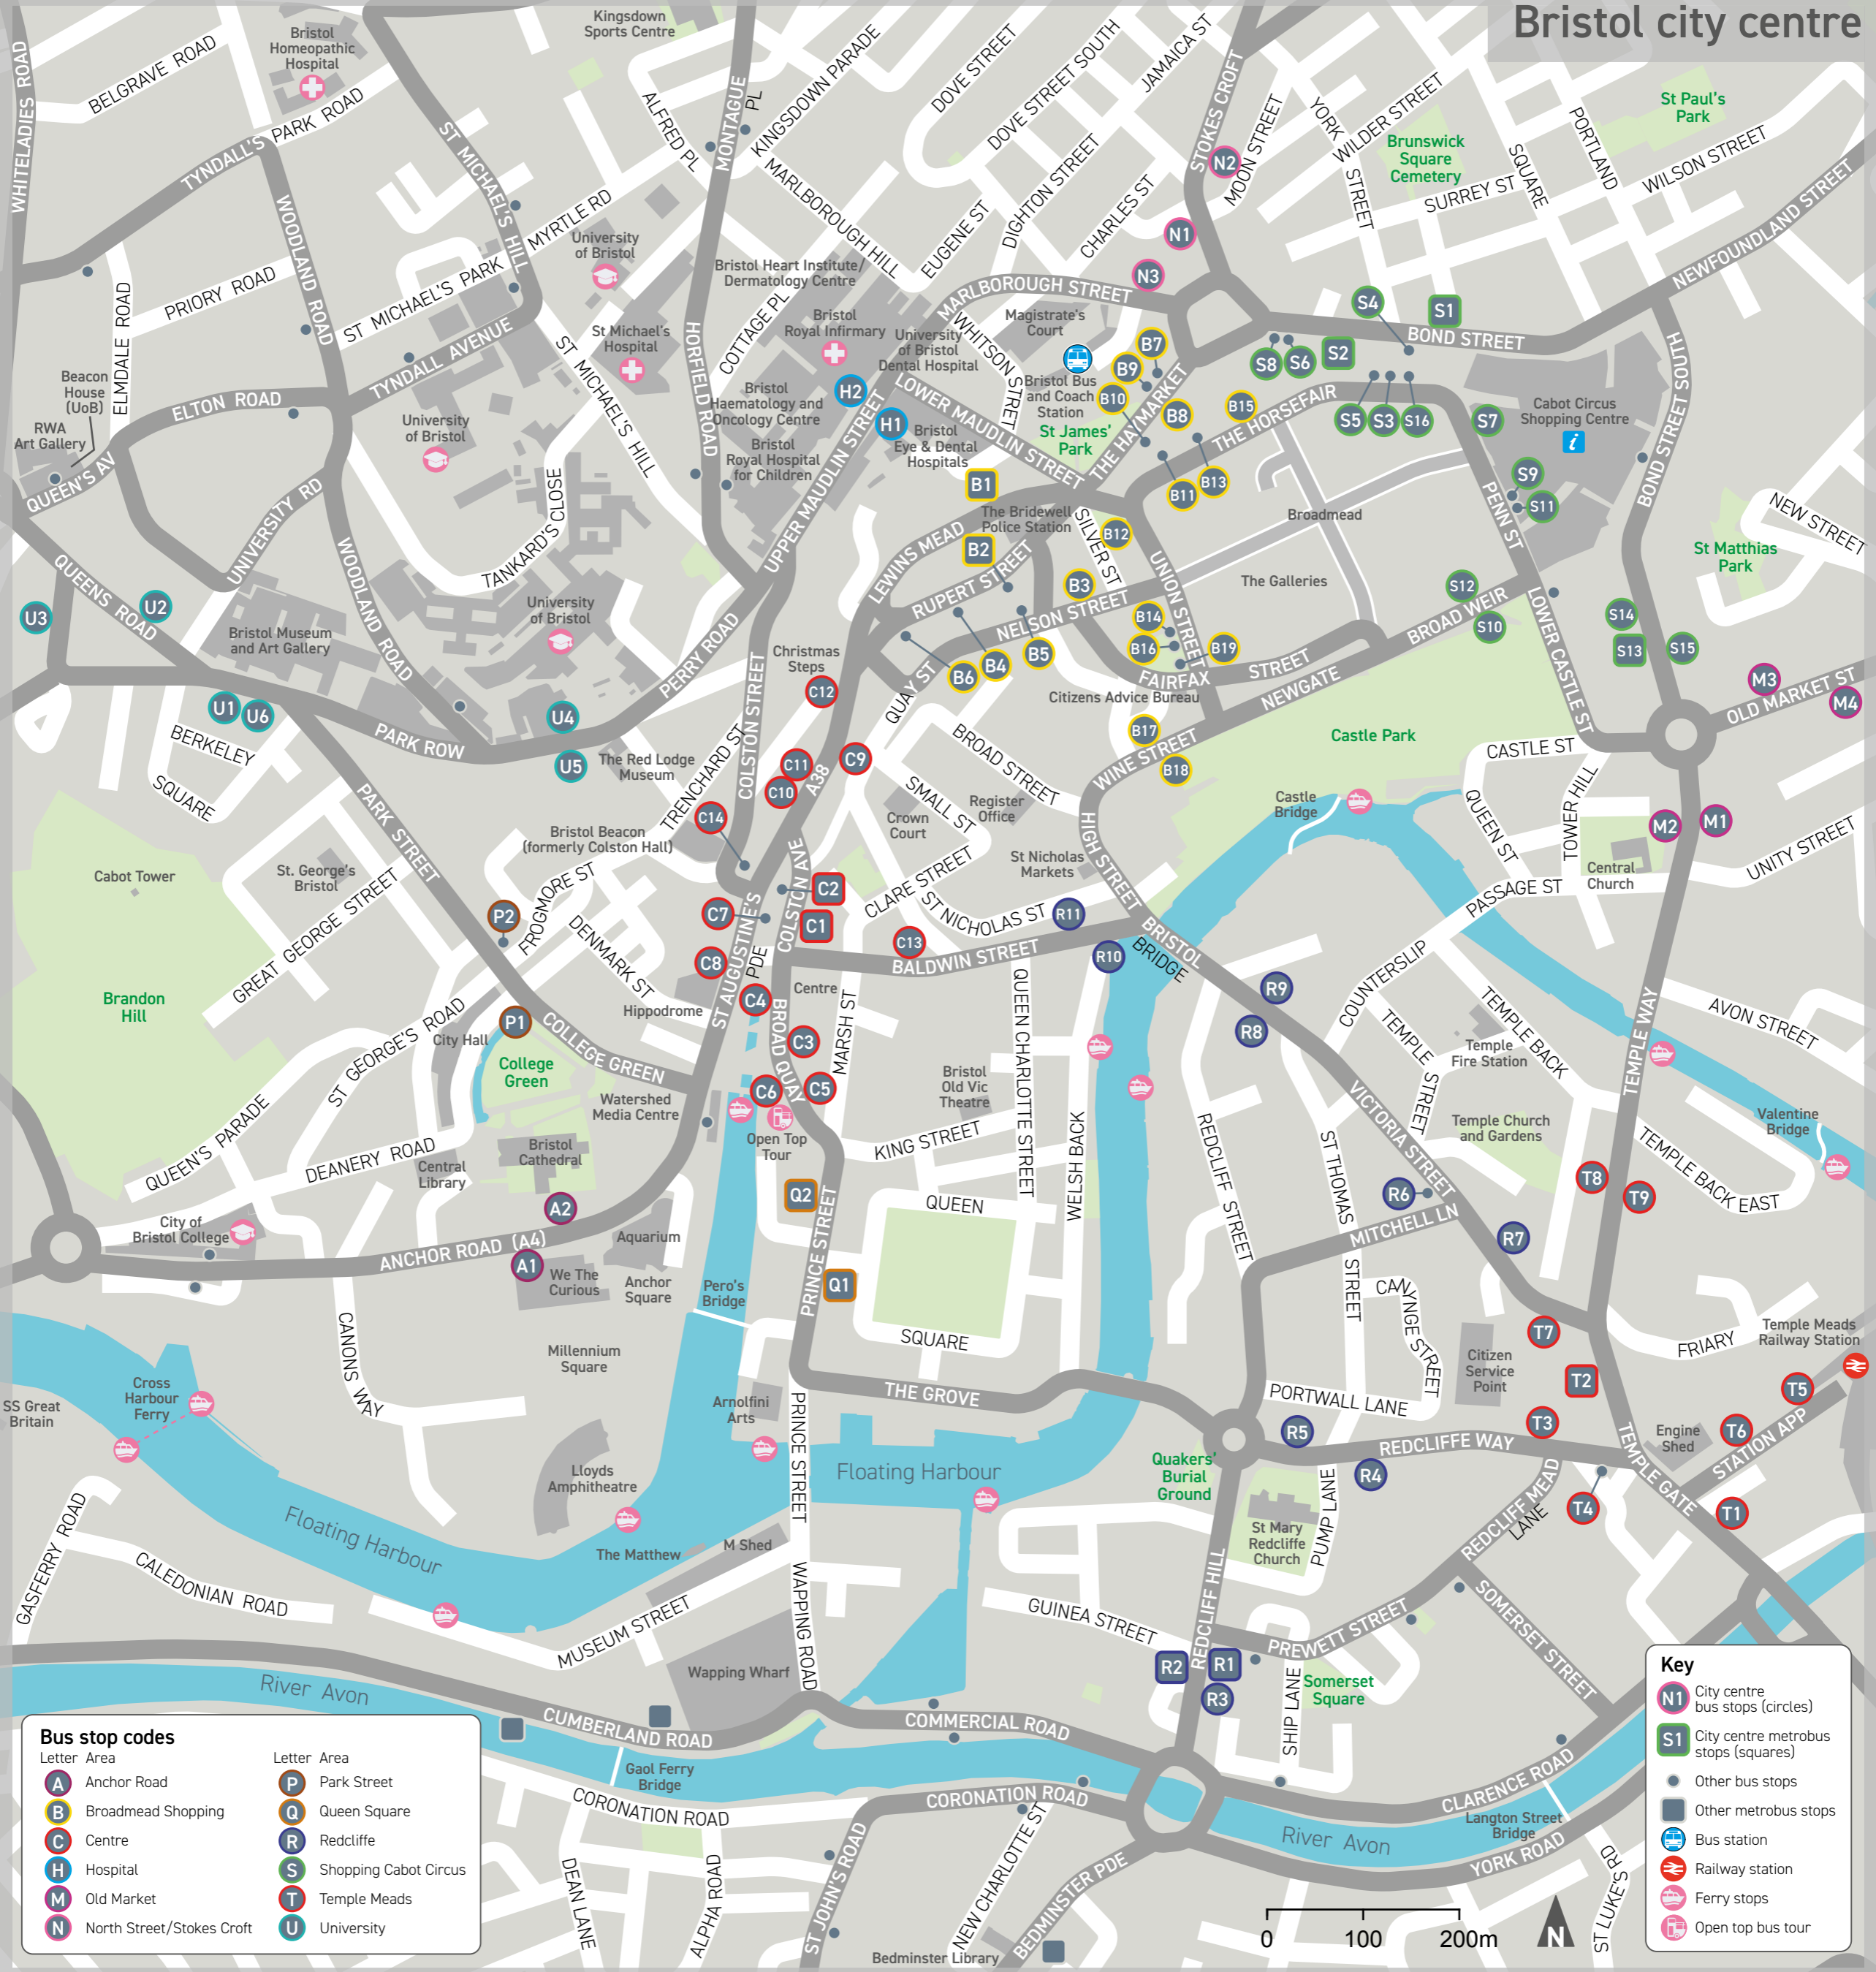 Bristol city centre
Kingsdown
Sports Centre
Bristol
Homeopathic
Hospital
WHITELADIES ROAD
BELGRAVE ROAD
TYNDALL'S PARK ROAD
ST MICHAEL'S HILL
ALFRED PL
MONTAGUE PL
KINGSDOWN PARADE
DOVE STREET
DOVE STREET SOUTH
JAMAICA ST
STOKES CROFT
MOON STREET
YORK STREET
WILDER STREET
Brunswick
Square
Cemetery
SURREY ST
SQUARE
PORTLAND
St Paul's
Park
WILSON STREET
NEWFOUNDLAND STREET
N2
N1
N3
MARLBOROUGH HILL
EUGENE ST
DIGHTON STREET
CHARLES ST
MYRTLE RD
University
of Bristol
WOODLAND ROAD
PRIORY ROAD
ELMDALE ROAD
ST MICHAEL'S PARK
TYNDALL AVENUE
ST MICHAEL'S HILL
St Michael's
Hospital
HORFIELD ROAD
COTTAGE PL
Bristol Heart Institute/
Dermatology Centre
Bristol
Royal Infirmary
University
of Bristol
Dental Hospital
MARLBOROUGH STREET
WHITSON STREET
Magistrate's
Court
Bristol Bus
and Coach
Station
St James'
Park
B7
B9
B10
B8
B15
THE HAYMARKET
THE HORSEFAIR
S4
S1
BOND STREET
S8
S6
S2
S5
S3
S16
S7
Cabot Circus
Shopping Centre
BOND STREET SOUTH
Beacon
House
(UoB)
RWA
Art Gallery
ELTON ROAD
QUEEN'S AV
University
of Bristol
Bristol
Haematology and
Oncology Centre
Bristol
Royal Hospital
for Children
H2
H1
Bristol
Eye & Dental
Hospitals
LOWER MAUDLIN STREET
UPPER MAUDLIN STREET
B1
The Bridewell
Police Station
B2
B11
B13
B12
SILVER ST
UNION STREET
Broadmead
The Galleries
PENN ST
S9
S11
S12
S10
BROAD WEIR
St Matthias
Park
NEW STREET
UNIVERSITY RD
QUEENS ROAD
WOODLAND ROAD
TANKARD'S CLOSE
U3
U2
Bristol Museum
and Art Gallery
University
of Bristol
LEWINS MEAD
RUPERT STREET
NELSON STREET
B3
B14
B16
B19
B5
B4
B6
QUAY ST
PERRY ROAD
COLSTON STREET
Christmas
Steps
C12
FAIRFAX STREET
Citizens Advice Bureau
NEWGATE
B17
B18
WINE STREET
Castle Park
LOWER CASTLE ST
S14
S13
S15
M3
M4
OLD MARKET ST
CASTLE ST
TOWER HILL
QUEEN ST
M2
M1
UNITY STREET
Central
Church
PASSAGE ST
U1
U6
BERKELEY
SQUARE
PARK ROW
U4
U5
The Red Lodge
Museum
TRENCHARD ST
C11
C10
A38
C9
BROAD STREET
SMALL ST
Crown
Court
Register
Office
HIGH STREET
Castle
Bridge
C14
Bristol Beacon
(formerly Colston Hall)
PARK STREET
Cabot Tower
St. George's
Bristol
GREAT GEORGE STREET
FROGMORE ST
P2
DENMARK ST
C7
C8
C2
C1
COLSTON AVE
CLARE STREET
ST NICHOLAS ST
St Nicholas
Markets
R11
C13
BALDWIN STREET
R10
BRISTOL BRIDGE
R9
R8
COUNTERSLIP
TEMPLE BACK
TEMPLE STREET
Temple
Fire Station
AVON STREET
TEMPLE WAY
Brandon
Hill
Hippodrome
ST AUGUSTINE'S PDE
C4
Centre
C3
C6
C5
BROAD QUAY
MARSH ST
P1
City Hall
College
Green
COLLEGE GREEN
ST GEORGE'S ROAD
Watershed
Media Centre
Open Top
Tour
Bristol
Old Vic
Theatre
QUEEN CHARLOTTE STREET
WELSH BACK
KING STREET
REDCLIFF STREET
ST THOMAS STREET
VICTORIA STREET
Temple Church
and Gardens
Valentine
Bridge
TEMPLE BACK EAST
QUEEN'S PARADE
DEANERY ROAD
Central
Library
Bristol
Cathedral
A2
A1
Q2
Q1
QUEEN
SQUARE
PRINCE STREET
R6
R7
MITCHELL LN
T8
T9
City of
Bristol College
ANCHOR ROAD (A4)
We The
Curious
Aquarium
Anchor
Square
Pero's
Bridge
CANYNGE STREET
T7
T2
T3
Citizen
Service
Point
FRIARY
Temple Meads
Railway Station
T5
T6
Engine
Shed
STATION APP
T4
T1
CANONS WAY
Millennium
Square
Cross
Harbour
Ferry
SS Great
Britain
Arnolfini
Arts
THE GROVE
PRINCE STREET
PORTWALL LANE
R5
R4
REDCLIFFE WAY
TEMPLE GATE
Floating Harbour
Quakers'
Burial
Ground
St Mary
Redcliffe
Church
PUMP LANE
REDCLIFF MEAD LANE
Lloyds
Amphitheatre
Floating Harbour
The Matthew
M Shed
GASFERRY ROAD
CALEDONIAN ROAD
MUSEUM STREET
WAPPING ROAD
Wapping Wharf
GUINEA STREET
REDCLIFF HILL
R2
R1
R3
PREWETT STREET
SOMERSET STREET
SHIP LANE
Somerset
Square
River Avon
CUMBERLAND ROAD
COMMERCIAL ROAD
Gaol Ferry
Bridge
CORONATION ROAD
CORONATION ROAD
CLARENCE ROAD
Langton Street
Bridge
YORK ROAD
River Avon
DEAN LANE
ALPHA ROAD
ST JOHN'S ROAD
NEW CHARLOTTE ST
BEDMINSTER PDE
Bedminster Library
ST LUKE'S RD
0 100 200m
N
Bus stop codes
Letter Area Letter Area
A Anchor Road P Park Street
B Broadmead Shopping Q Queen Square
C Centre R Redcliffe
H Hospital S Shopping Cabot Circus
M Old Market T Temple Meads
N North Street/Stokes Croft U University
Key
N1 City centre
bus stops (circles)
S1 City centre metrobus
stops (squares)
Other bus stops
Other metrobus stops
Bus station
Railway station
Ferry stops
Open top bus tour